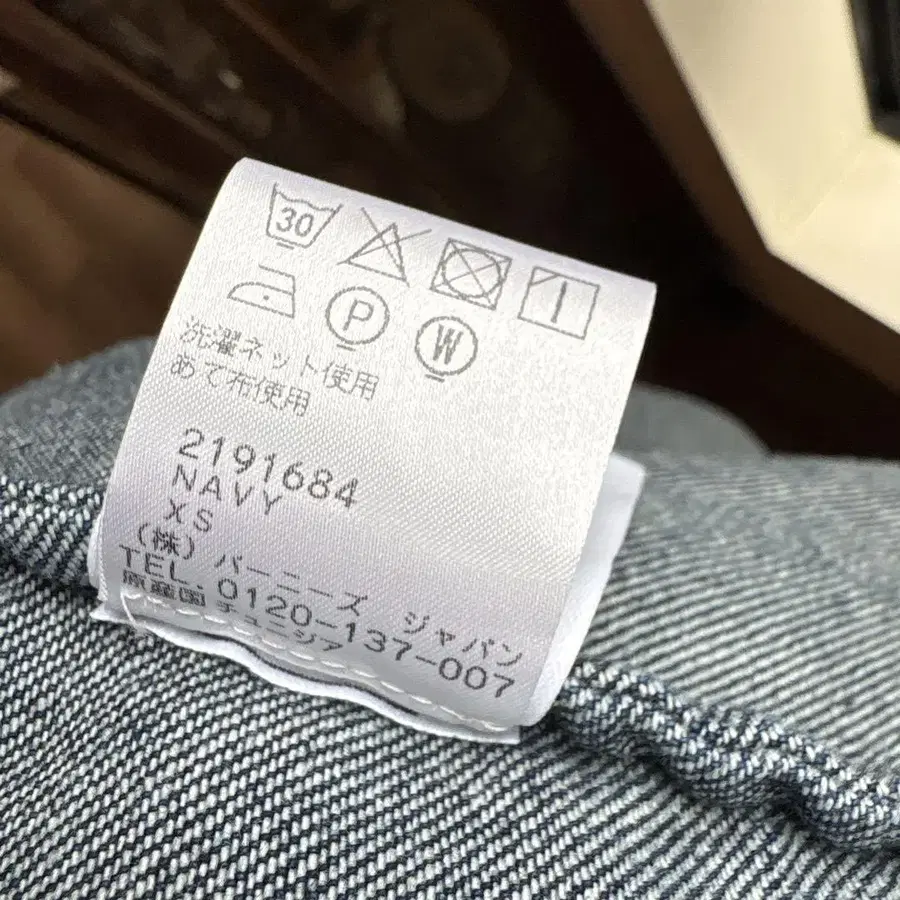 30
P W
洗濯ネット使用
あて布使用
2191684
NAVY
XS
(株) バーニーズ ジャパン
TEL. 0120-137-007
原産国 チュニジア